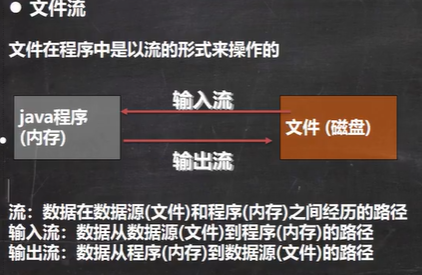 ● 文件流
文件在程序中是以流的形式来操作的
输入流
java程序
(内存)
文件 (磁盘)
输出流
流：数据在数据源(文件)和程序(内存)之间经历的路径
输入流：数据从数据源(文件)到程序(内存)的路径
输出流：数据从程序(内存)到数据源(文件)的路径